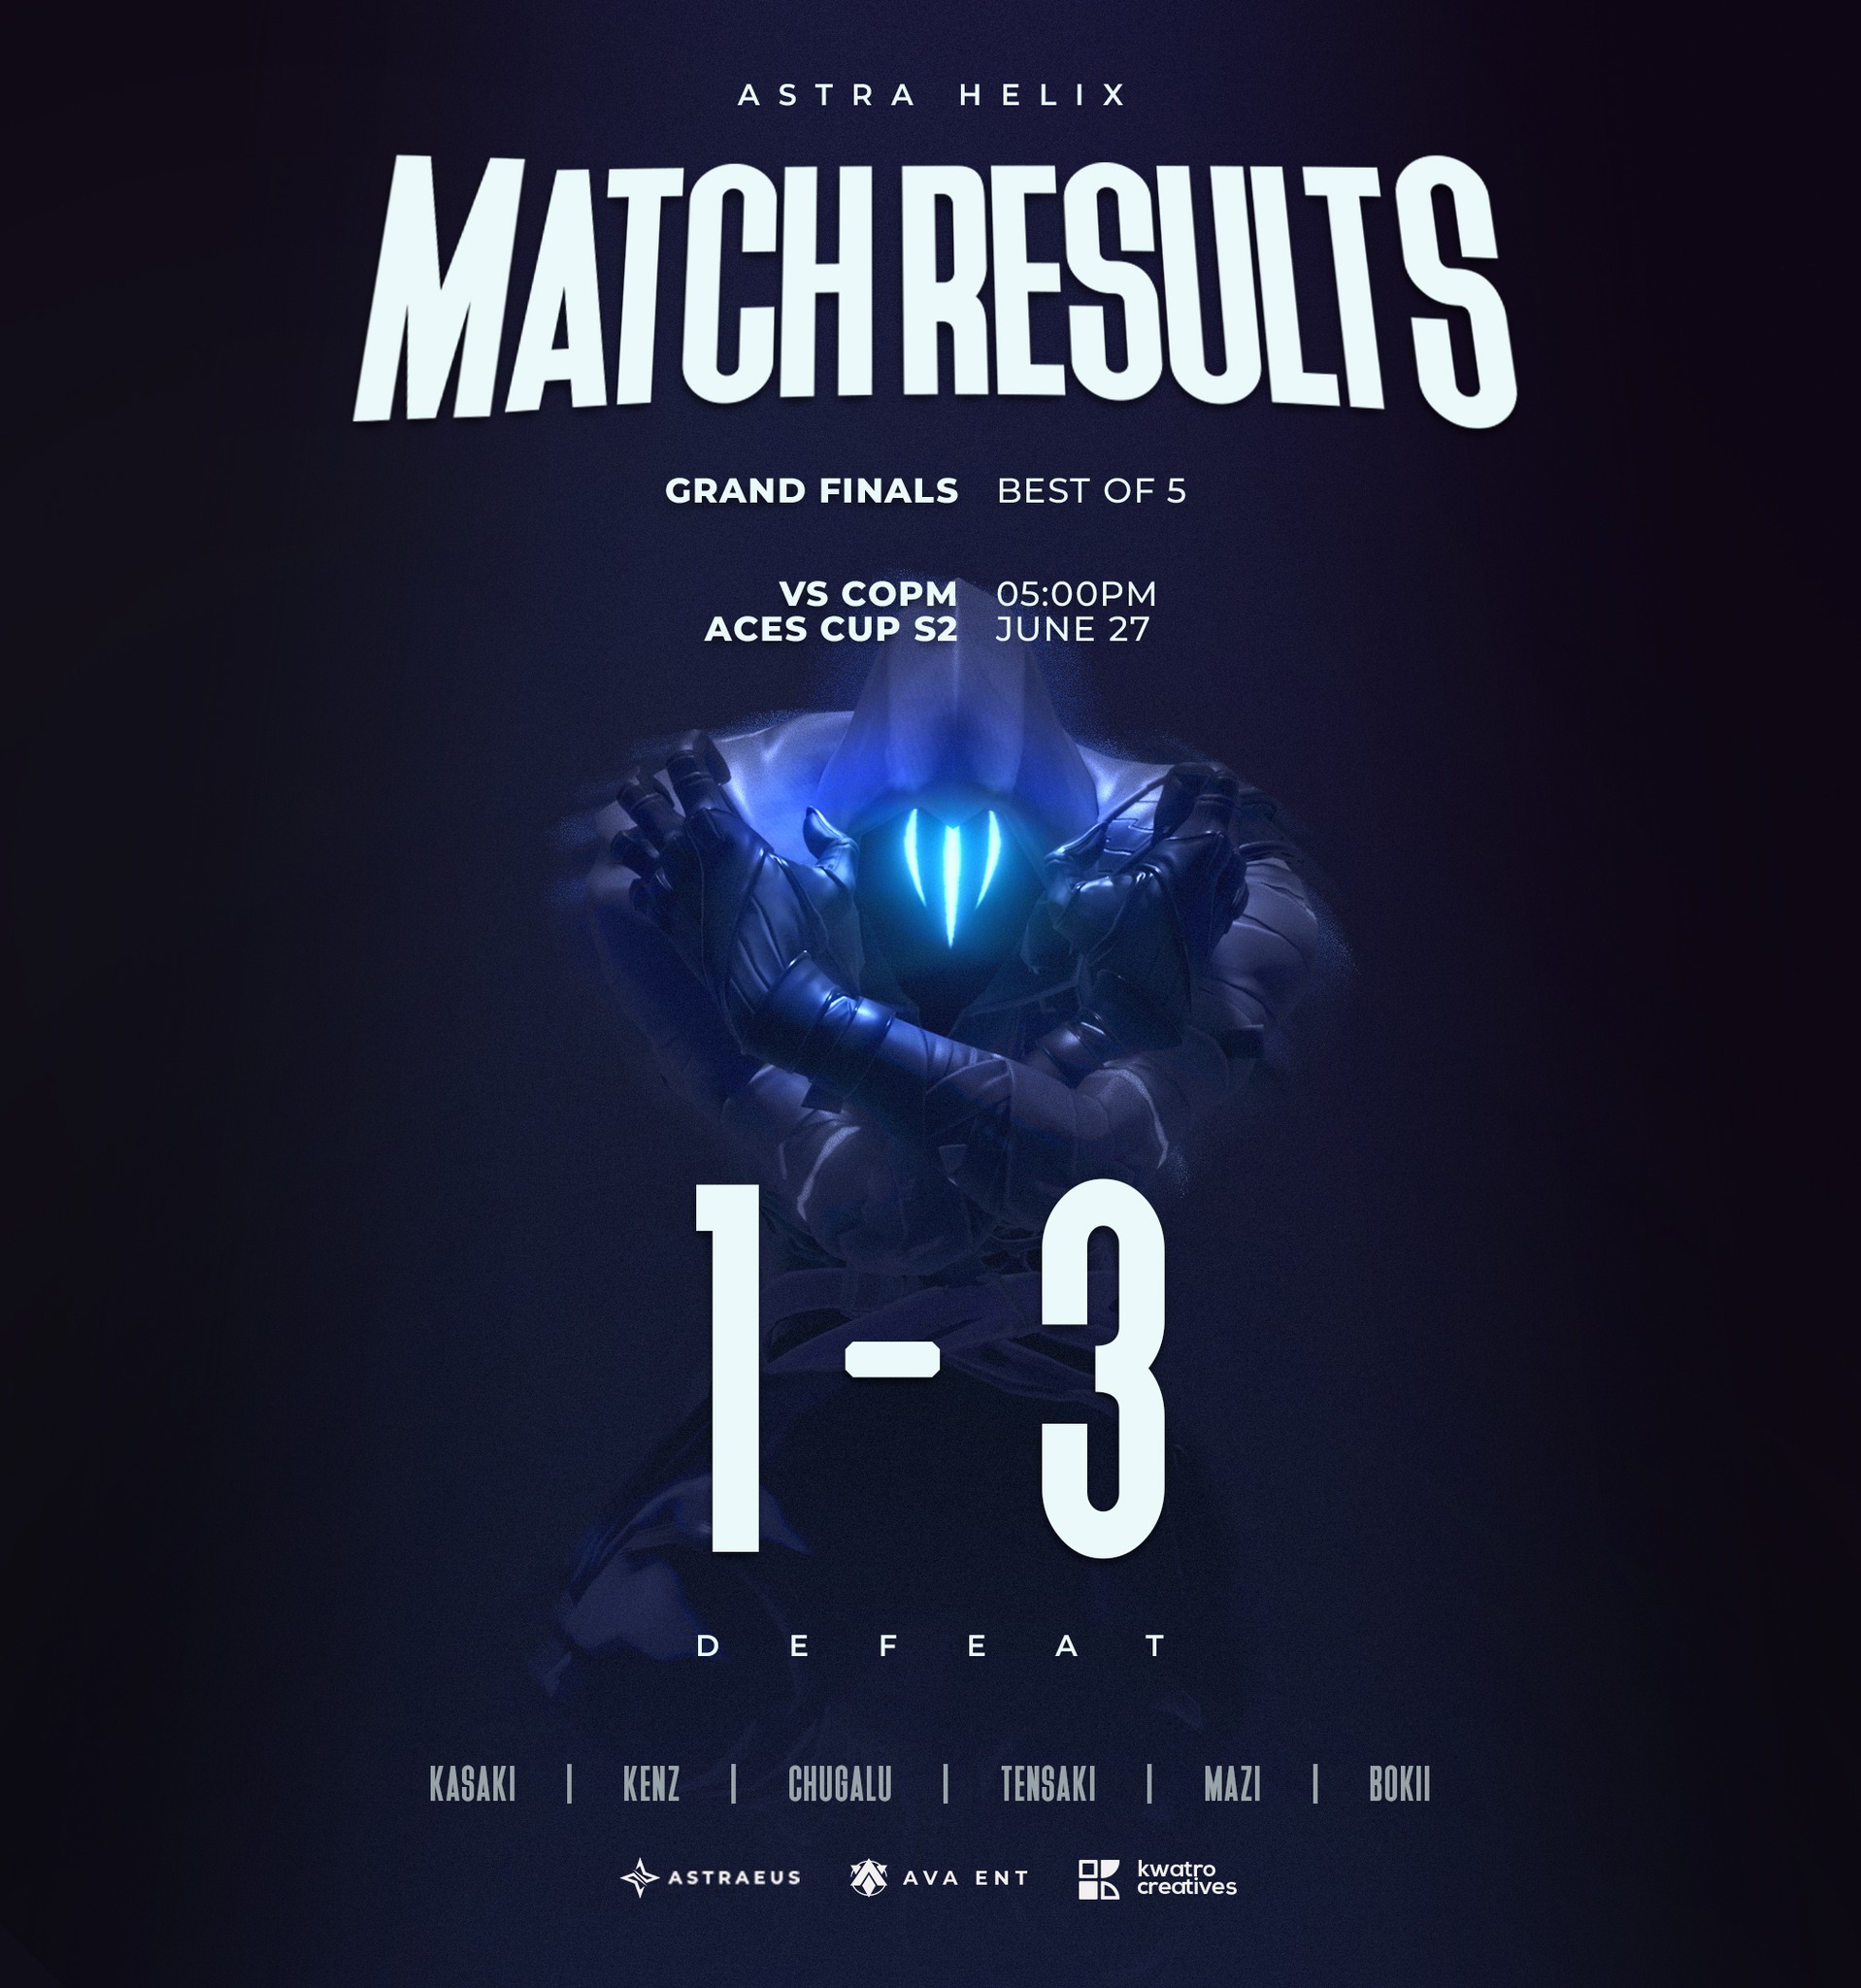 ASTRA HELIX
MATCH RESULTS
GRAND FINALS BEST OF 5
VS COPM 05:00PM
ACES CUP S2 JUNE 27
1 - 3
DEFEAT
KASAKI | KENZ | CHUGALU | TENSAKI | MAZI | BOKII
ASTRAEUS AVA ENT kwatro
creatives